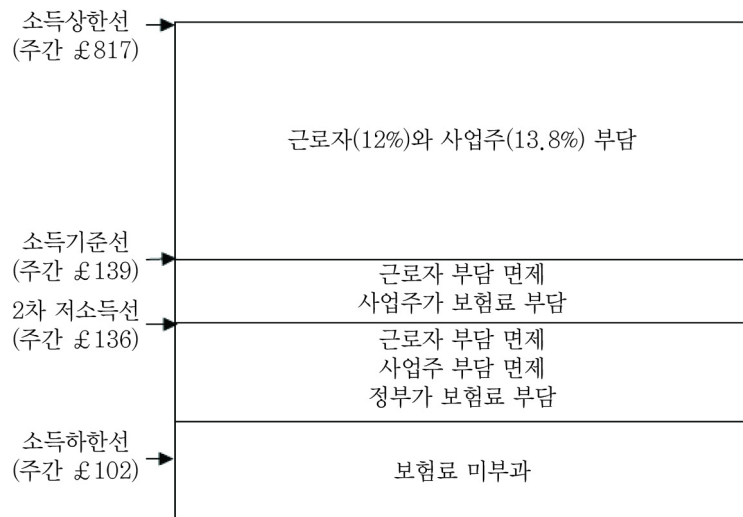 소득상한선
(주간 £817)
근로자(12%)와 사업주(13.8%) 부담
소득기준선
(주간 £139)
근로자 부담 면제
사업주가 보험료 부담
2차 저소득선
(주간 £136)
근로자 부담 면제
사업주 부담 면제
정부가 보험료 부담
소득하한선
(주간 £102)
보험료 미부과